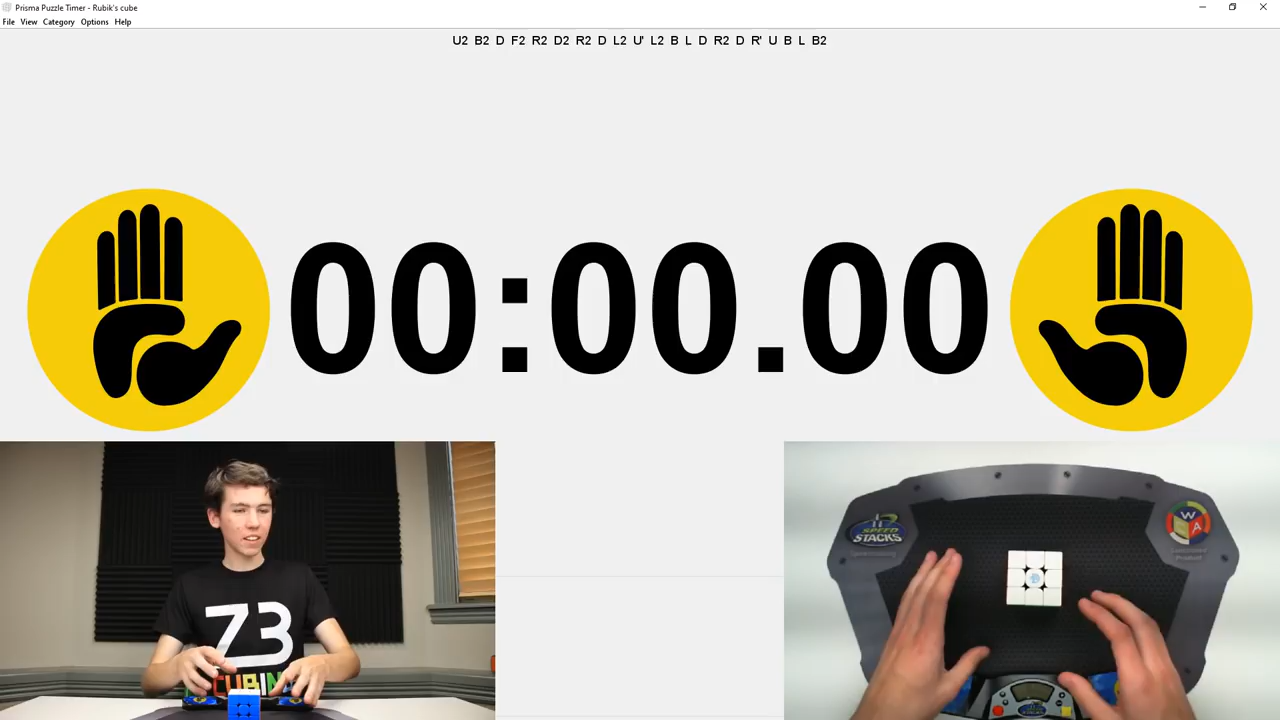 Prisma Puzzle Timer - Rubik's cube
File View Category Options Help
U2 B2 D F2 R2 D2 R2 D L2 U' L2 B L D R2 D R' U B L B2
00:00.00
Z3
CUBING
SPEED
STACKS
W
A